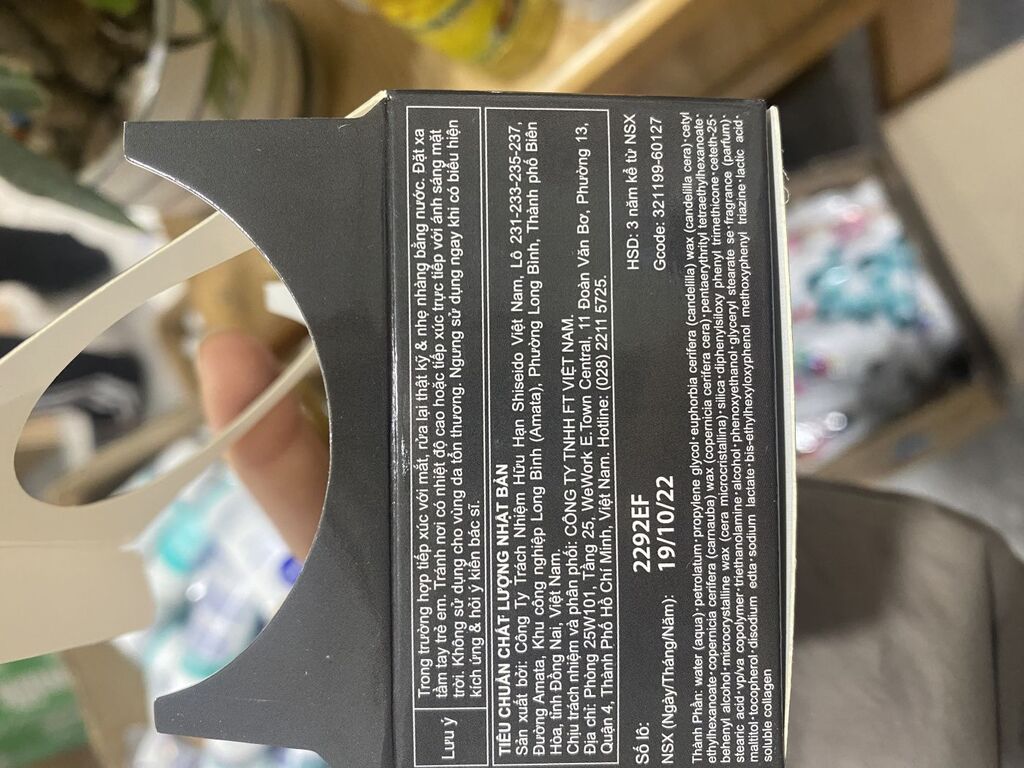 Lưu ý
Trong trường hợp tiếp xúc với mắt, rửa lại thật kỹ & nhẹ nhàng bằng nước. Đặt xa
tầm tay trẻ em. Tránh nơi có nhiệt độ cao hoặc tiếp xúc trực tiếp với ánh sáng mặt
trời. Không sử dụng cho vùng da tổn thương. Ngưng sử dụng ngay khi có biểu hiện
kích ứng & hỏi ý kiến bác sĩ.
TIÊU CHUẨN CHẤT LƯỢNG NHẬT BẢN
Sản xuất bởi: Công Ty Trách Nhiệm Hữu Hạn Shiseido Việt Nam, Lô 231-233-235-237,
Đường Amata, Khu công nghiệp Long Bình (Amata), Phường Long Bình, Thành phố Biên
Hòa, tỉnh Đồng Nai, Việt Nam.
Chịu trách nhiệm và phân phối: CÔNG TY TNHH FT VIỆT NAM.
Địa chỉ: Phòng 25W101, Tầng 25, WeWork E.Town Central, 11 Đoàn Văn Bơ, Phường 13,
Quận 4, Thành Phố Hồ Chí Minh, Việt Nam. Hotline: (028) 2211 5725.
Số lô: 2292EF HSD: 3 năm kể từ NSX
NSX (Ngày/Tháng/Năm): 19/10/22 Gcode: 321199-60127
Thành Phần: water (aqua)·petrolatum·propylene glycol·euphorbia cerifera (candelilla) wax (candelilla cera)·cetyl
ethylhexanoate·copernicia cerifera (carnauba) wax (copernicia cerifera cera)·pentaerythrityl tetraethylhexanoate·
behenyl alcohol·microcrystalline wax (cera microcristallina)·silica·diphenylsiloxy phenyl trimethicone·ceteth-25·
stearic acid·vp/va copolymer·triethanolamine·alcohol·phenoxyethanol·glyceryl stearate se·fragrance (parfum)·
maltitol·tocopherol·disodium edta·sodium lactate·bis-ethylhexyloxyphenol methoxyphenyl triazine·lactic acid·
soluble collagen